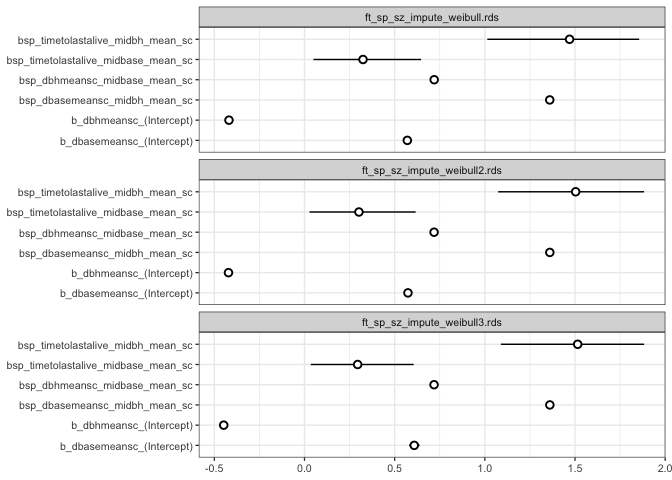 ft_sp_sz_impute_weibull.rds
bsp_timetolastalive_midbh_mean_sc
bsp_timetolastalive_midbase_mean_sc
bsp_dbhmeansc_midbase_mean_sc
bsp_dbasemeansc_midbh_mean_sc
b_dbhmeansc_(Intercept)
b_dbasemeansc_(Intercept)
ft_sp_sz_impute_weibull2.rds
bsp_timetolastalive_midbh_mean_sc
bsp_timetolastalive_midbase_mean_sc
bsp_dbhmeansc_midbase_mean_sc
bsp_dbasemeansc_midbh_mean_sc
b_dbhmeansc_(Intercept)
b_dbasemeansc_(Intercept)
ft_sp_sz_impute_weibull3.rds
bsp_timetolastalive_midbh_mean_sc
bsp_timetolastalive_midbase_mean_sc
bsp_dbhmeansc_midbase_mean_sc
bsp_dbasemeansc_midbh_mean_sc
b_dbhmeansc_(Intercept)
b_dbasemeansc_(Intercept)
-0.5 0.0 0.5 1.0 1.5 2.0